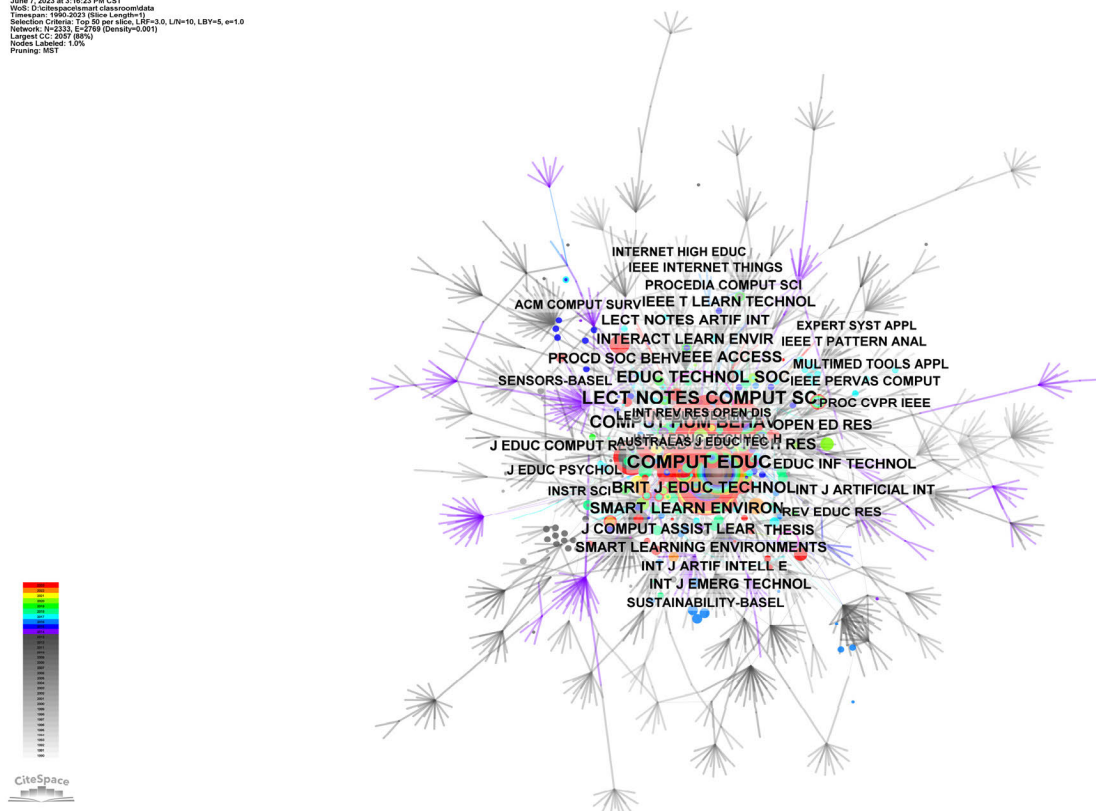 June 7, 2023 at 3:16:23 PM CST
WoS: D:\citespace\smart classroom\data
Timespan: 1990-2023 (Slice Length=1)
Selection Criteria: Top 50 per slice, LRF=3.0, L/N=10, LBY=5, e=1.0
Network: N=2333, E=2769 (Density=0.001)
Largest CC: 2057 (88%)
Nodes Labeled: 1.0%
Pruning: MST
INTERNET HIGH EDUC
IEEE INTERNET THINGS
PROCEDIA COMPUT SCI
ACM COMPUT SURV
IEEE T LEARN TECHNOL
LECT NOTES ARTIF INT
EXPERT SYST APPL
INTERACT LEARN ENVIR
IEEE T PATTERN ANAL
PROCD SOC BEHV
IEEE ACCESS
MULTIMED TOOLS APPL
SENSORS-BASEL
EDUC TECHNOL SOC
IEEE PERVAS COMPUT
LECT NOTES COMPUT SC
PROC CVPR IEEE
INT REV RES OPEN DIS
COMPUT HUM BEHAV
OPEN ED RES
J EDUC COMPUT RES
AUSTRALAS J EDUC TEC
RES
COMPUT EDUC
EDUC INF TECHNOL
J EDUC PSYCHOL
INSTR SCI
BRIT J EDUC TECHNOL
INT J ARTIFICIAL INT
SMART LEARN ENVIRON
REV EDUC RES
J COMPUT ASSIST LEAR
THESIS
SMART LEARNING ENVIRONMENTS
INT J ARTIF INTELL E
INT J EMERG TECHNOL
SUSTAINABILITY-BASEL
CiteSpace